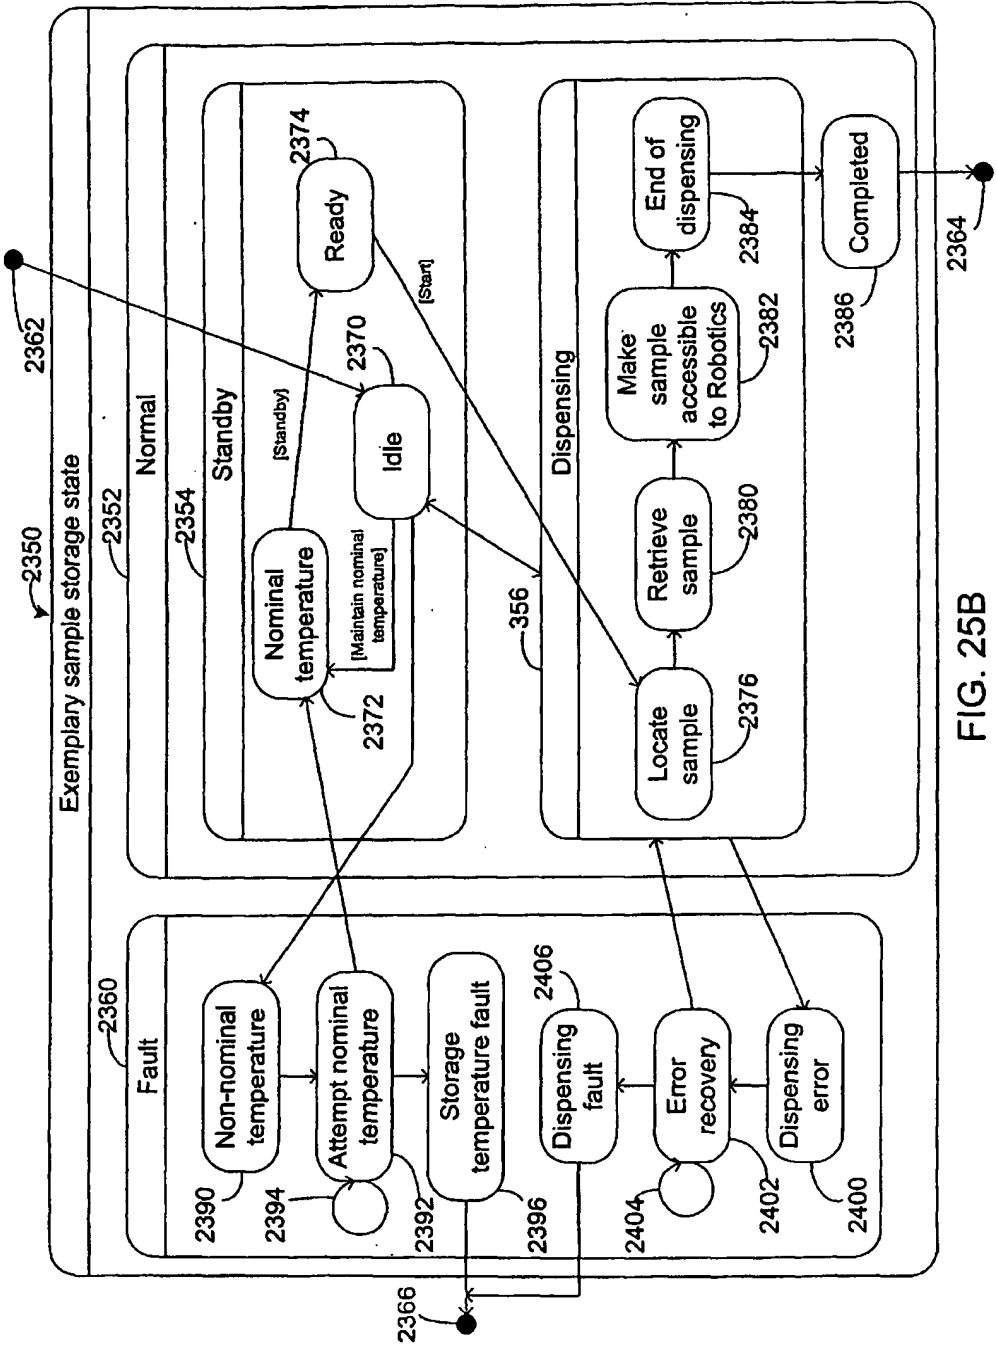 2350
Exemplary sample storage state
2360
Fault
2390
Non-nominal
temperature
2394
Attempt nominal
temperature
2392
Storage
temperature fault
2396
2366
2406
Dispensing
fault
2404
Error
recovery
2402
Dispensing
error
2400
2352
Normal
2362
2354
Standby
Nominal
temperature
2372
[Standby]
[Maintain nominal
temperature]
Idle
2370
Ready
2374
[Start]
356
Dispensing
Locate
sample
2376
Retrieve
sample
2380
Make
sample
accessible
to Robotics
2382
End of
dispensing
2384
Completed
2386
2364
FIG. 25B